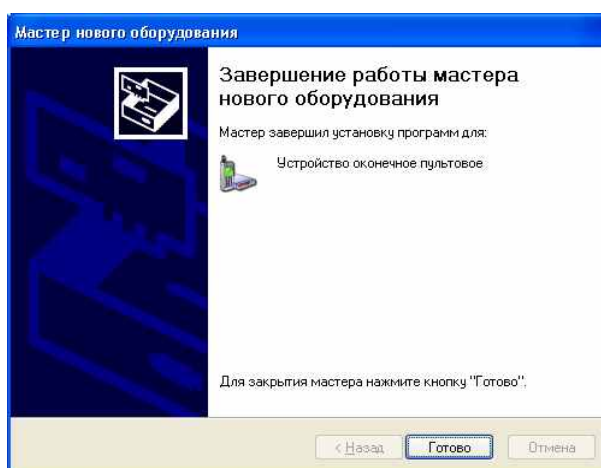 Мастер нового оборудования
Завершение работы мастера
нового оборудования
Мастер завершил установку программ для:
Устройство оконечное пультовое
Для закрытия мастера нажмите кнопку "Готово".
< Назад
Готово
Отмена